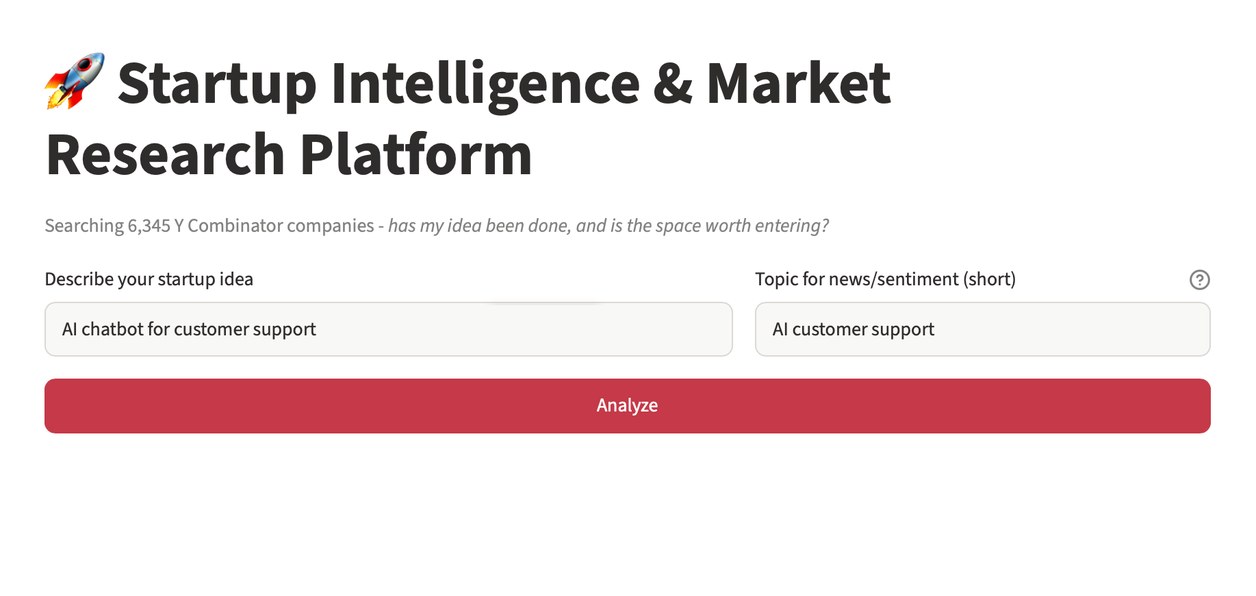 🚀 Startup Intelligence & Market
Research Platform
Searching 6,345 Y Combinator companies - has my idea been done, and is the space worth entering?
Describe your startup idea
Topic for news/sentiment (short)
AI chatbot for customer support
AI customer support
Analyze